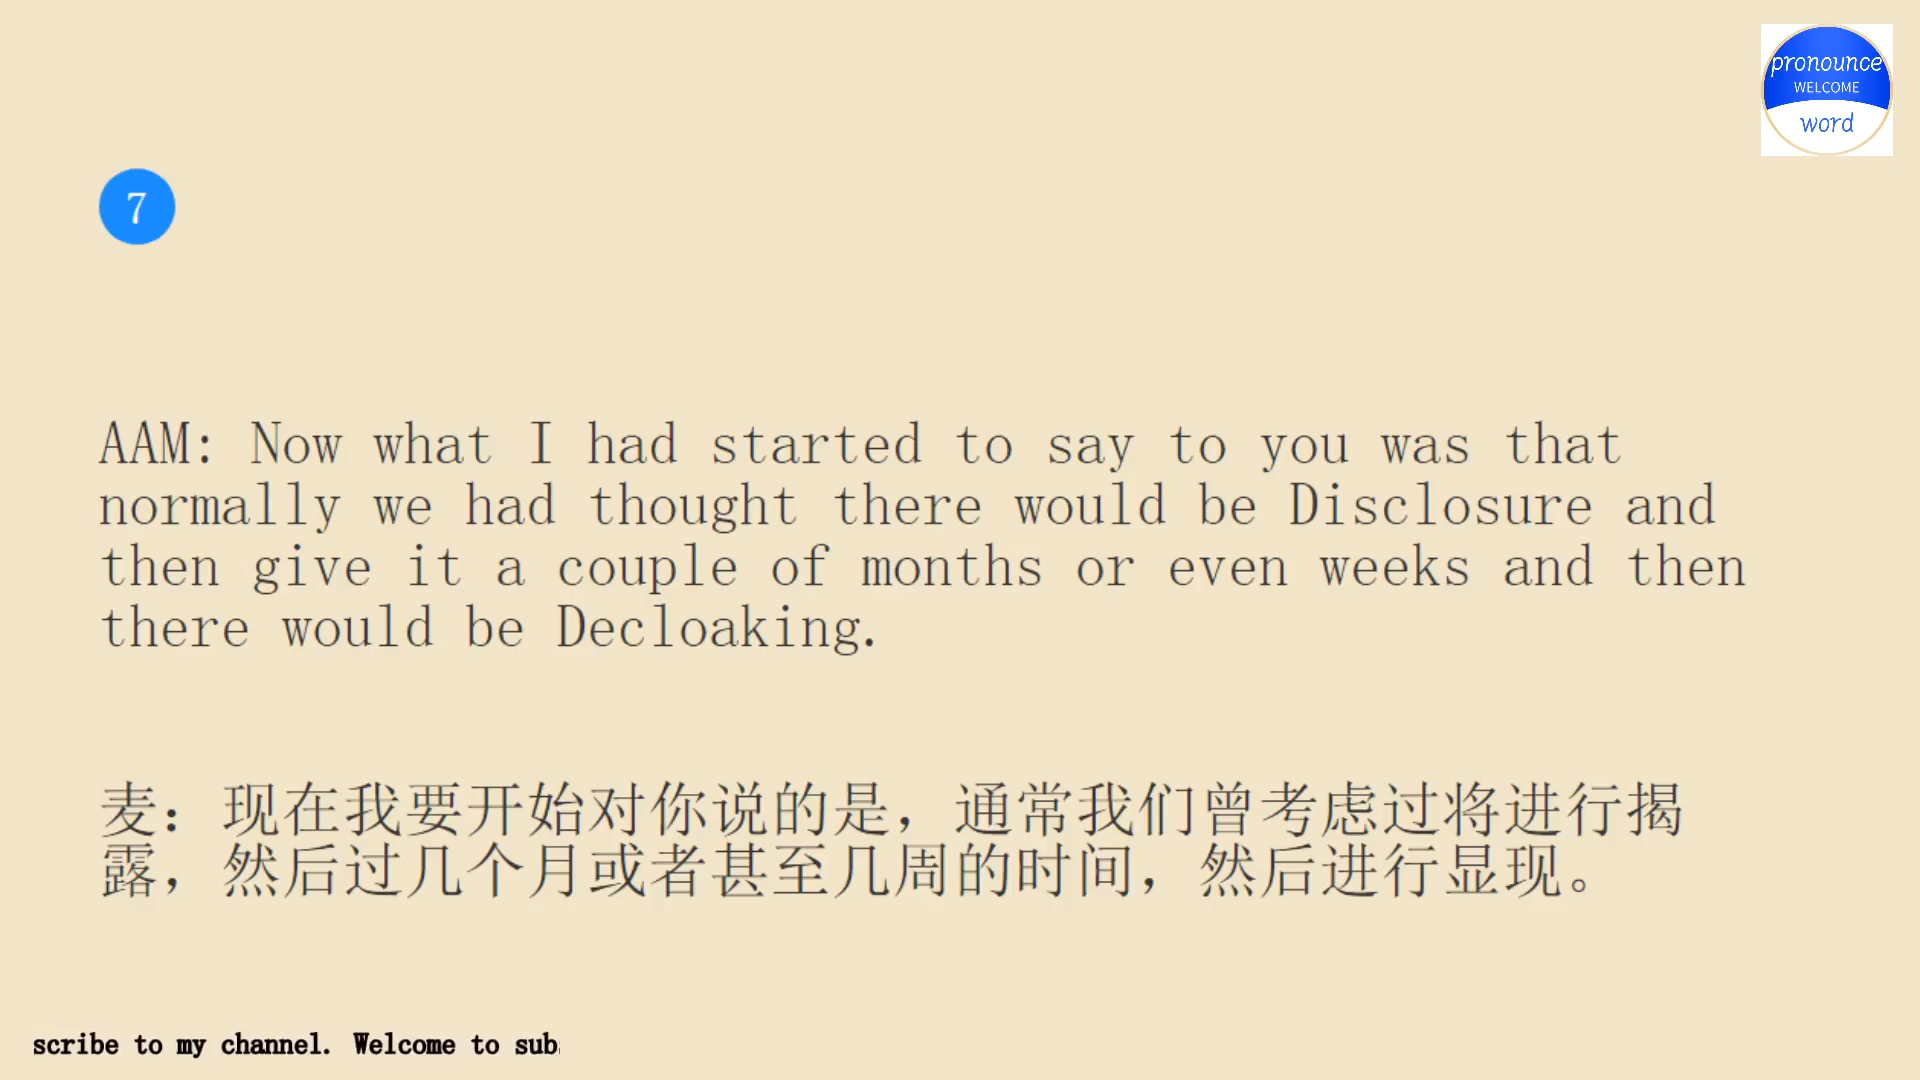 pronounce
WELCOME
word
7
AAM: Now what I had started to say to you was that
normally we had thought there would be Disclosure and
then give it a couple of months or even weeks and then
there would be Decloaking.
麦：现在我要开始对你说的是，通常我们曾考虑过将进行揭
露，然后过几个月或者甚至几周的时间，然后进行显现。
scribe to my channel. Welcome to sub